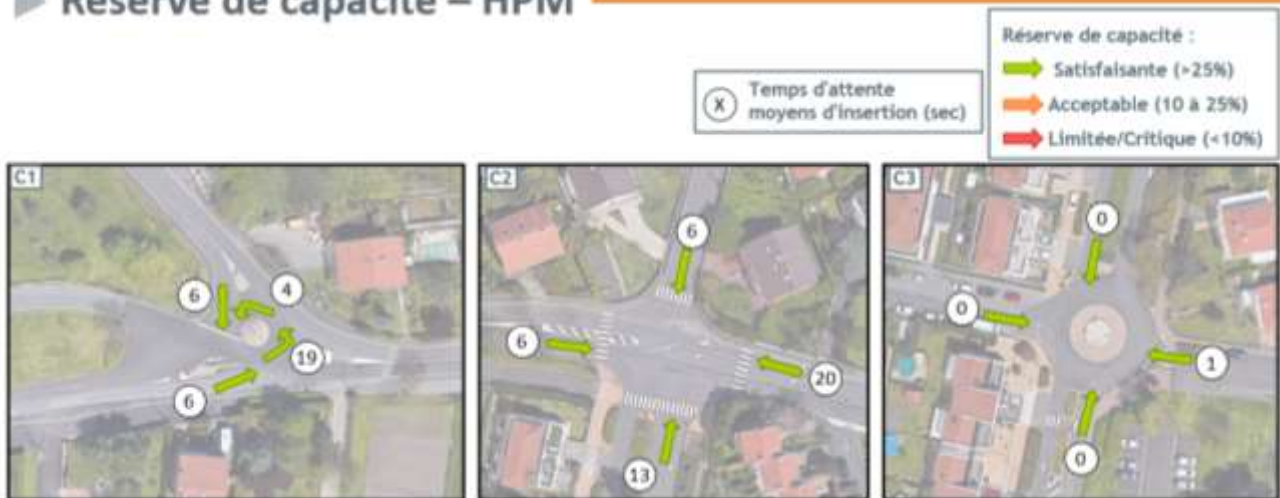 Réserve de capacité – HPM
Réserve de capacité :
Satisfaisante (>25%)
Acceptable (10 à 25%)
Limitée/Critique (<10%)
X
Temps d'attente
moyens d'insertion (sec)
C1
6
4
19
6
C2
6
6
20
13
C3
0
0
1
0